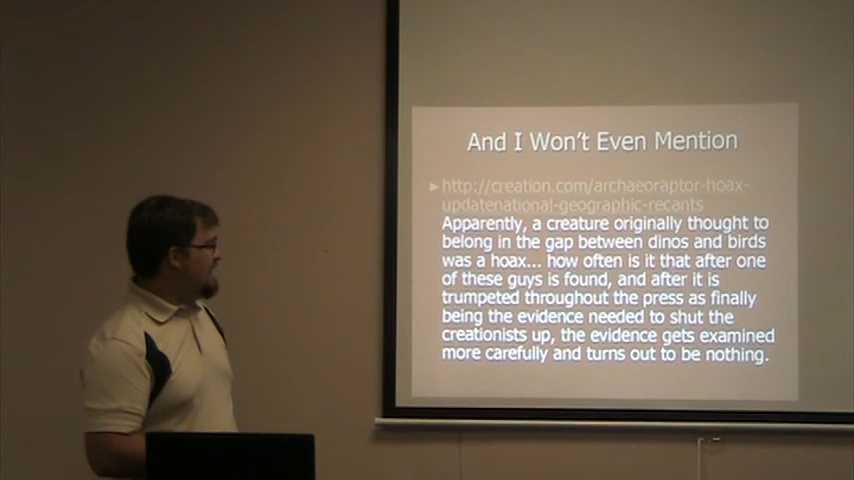 And I Won't Even Mention
►http://creation.com/archaeoraptor-hoax-
updatenational-geographic-recants
Apparently, a creature originally thought to
belong in the gap between dinos and birds
was a hoax... how often is it that after one
of these guys is found, and after it is
trumpeted throughout the press as finally
being the evidence needed to shut the
creationists up, the evidence gets examined
more carefully and turns out to be nothing.